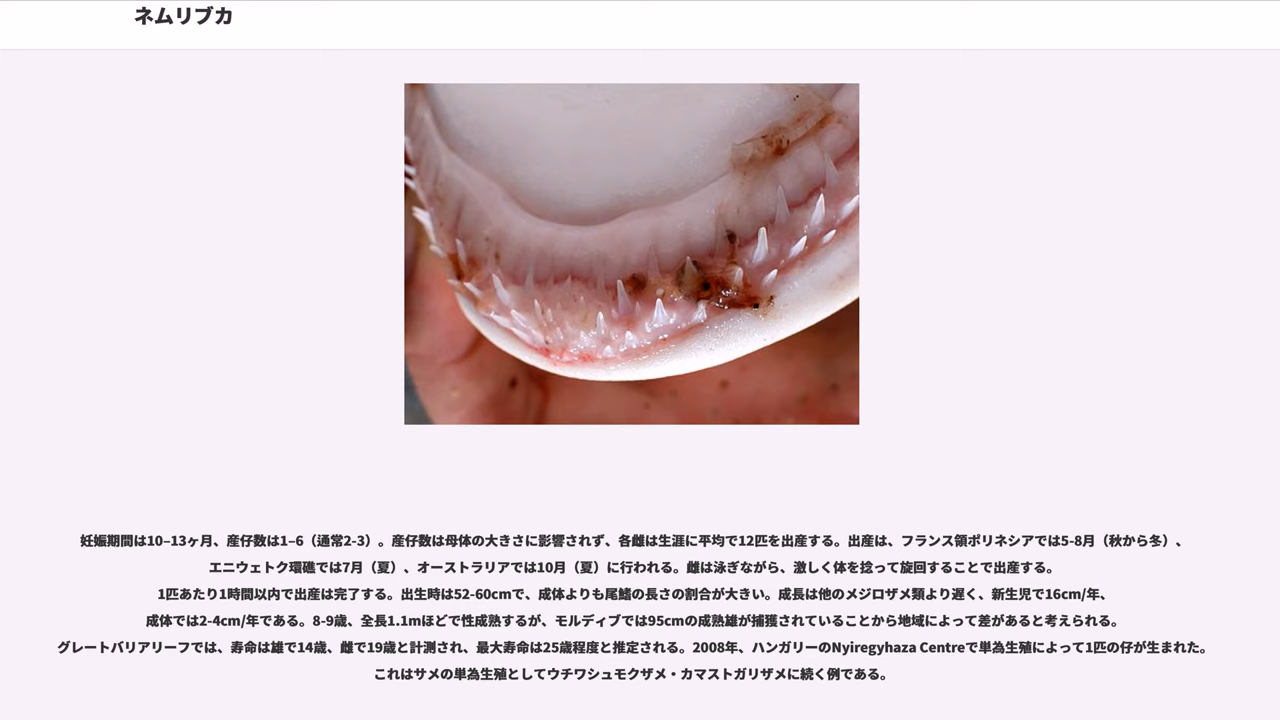 ネムリブカ
妊娠期間は10–13ヶ月、産仔数は1–6（通常2-3）。産仔数は母体の大きさに影響されず、各雌は生涯に平均で12匹を出産する。出産は、フランス領ポリネシアでは5-8月（秋から冬）、
エニウェトク環礁では7月（夏）、オーストラリアでは10月（夏）に行われる。雌は泳ぎながら、激しく体を捻って旋回することで出産する。
1匹あたり1時間以内で出産は完了する。出生時は52-60cmで、成体よりも尾鰭の長さの割合が大きい。成長は他のメジロザメ類より遅く、新生児で16cm/年、
成体では2-4cm/年である。8-9歳、全長1.1mほどで性成熟するが、モルディブでは95cmの成熟雄が捕獲されていることから地域によって差があると考えられる。
グレートバリアリーフでは、寿命は雄で14歳、雌で19歳と計測され、最大寿命は25歳程度と推定される。2008年、ハンガリーのNyiregyhaza Centreで単為生殖によって1匹の仔が生まれた。
これはサメの単為生殖としてウチワシュモクザメ・カマストガリザメに続く例である。